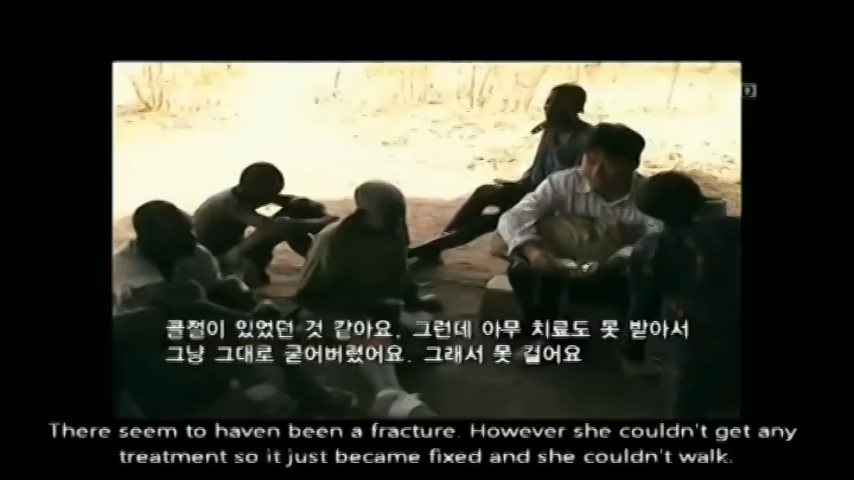 골절이 있었던 것 같아요. 그런데 아무 치료도 못 받아서
그냥 그대로 굳어버렸어요. 그래서 못 걸어요
There seem to haven been a fracture. However she couldn't get any
treatment so it just became fixed and she couldn't walk.